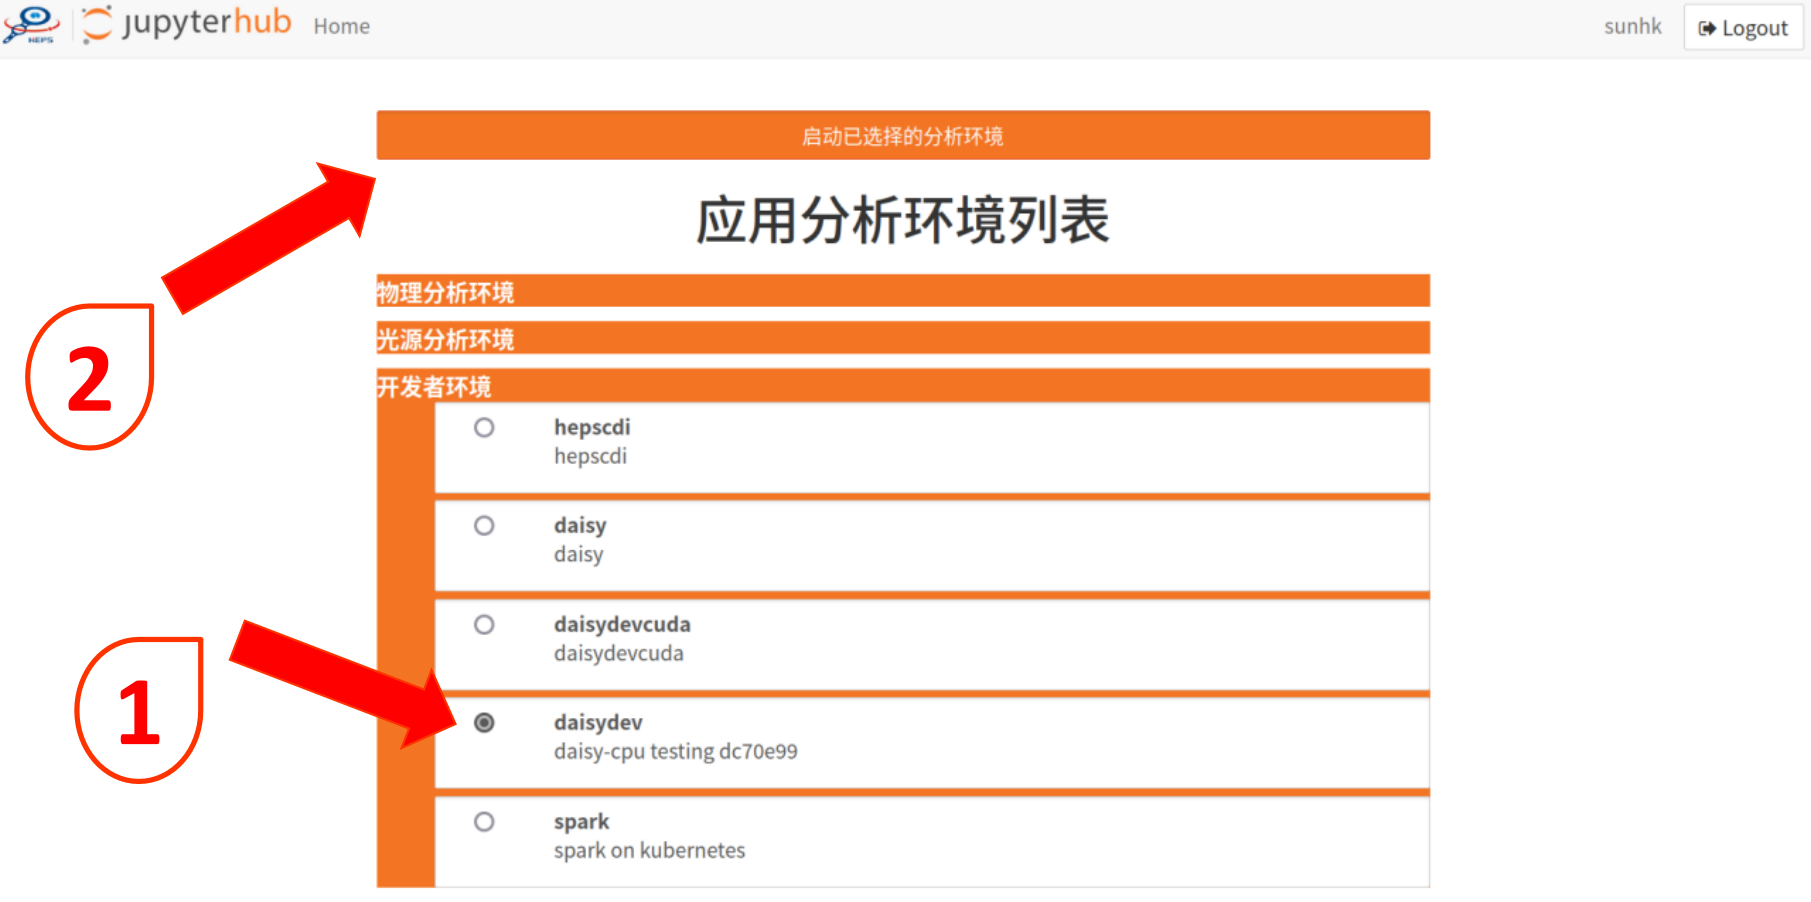 HEPS jupyterhub Home sunhk Logout
启动已选择的分析环境
应用分析环境列表
物理分析环境
光源分析环境
2
开发者环境
hepscdi
hepscdi
daisy
daisy
daisydevcuda
daisydevcuda
1
daisydev
daisy-cpu testing dc70e99
spark
spark on kubernetes